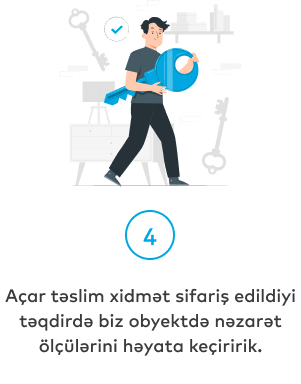 4
Açar təslim xidmət sifariş edildiyi
təqdirdə biz obyektdə nəzarət
ölçülərini həyata keçiririk.